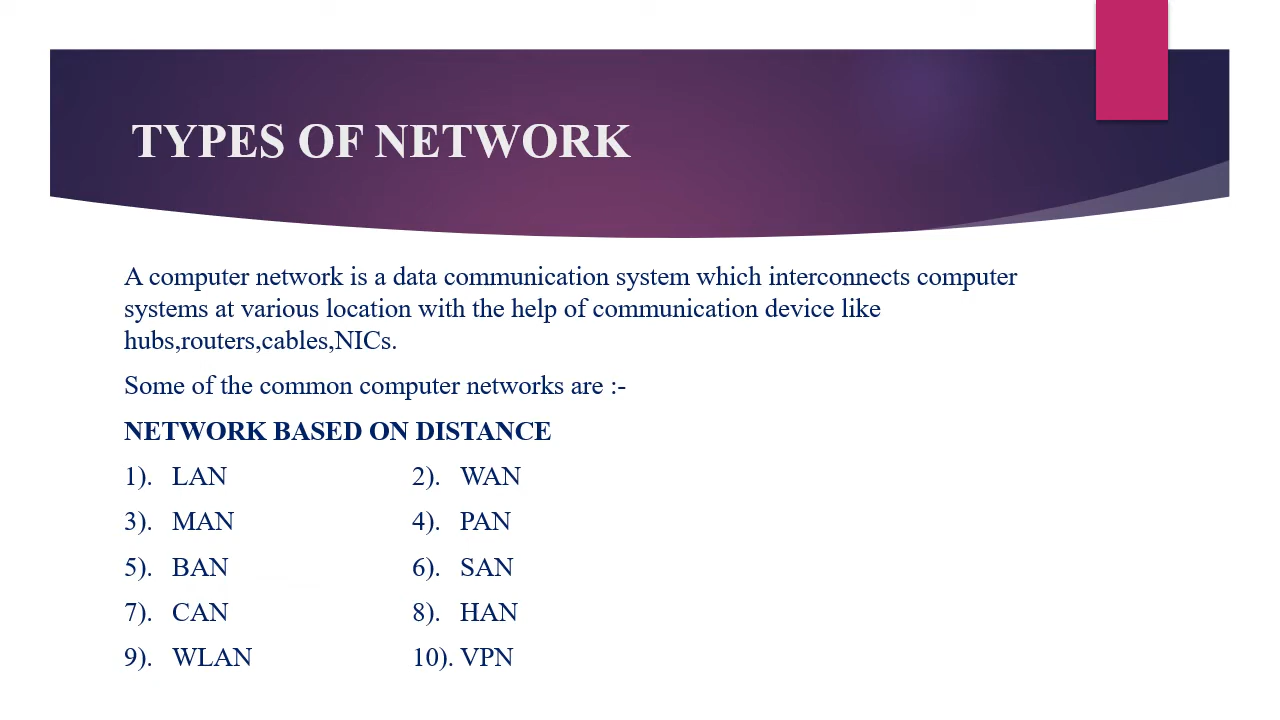 TYPES OF NETWORK
A computer network is a data communication system which interconnects computer
systems at various location with the help of communication device like
hubs,routers,cables,NICs.
Some of the common computer networks are :-
NETWORK BASED ON DISTANCE
1). LAN 2). WAN
3). MAN 4). PAN
5). BAN 6). SAN
7). CAN 8). HAN
9). WLAN 10). VPN